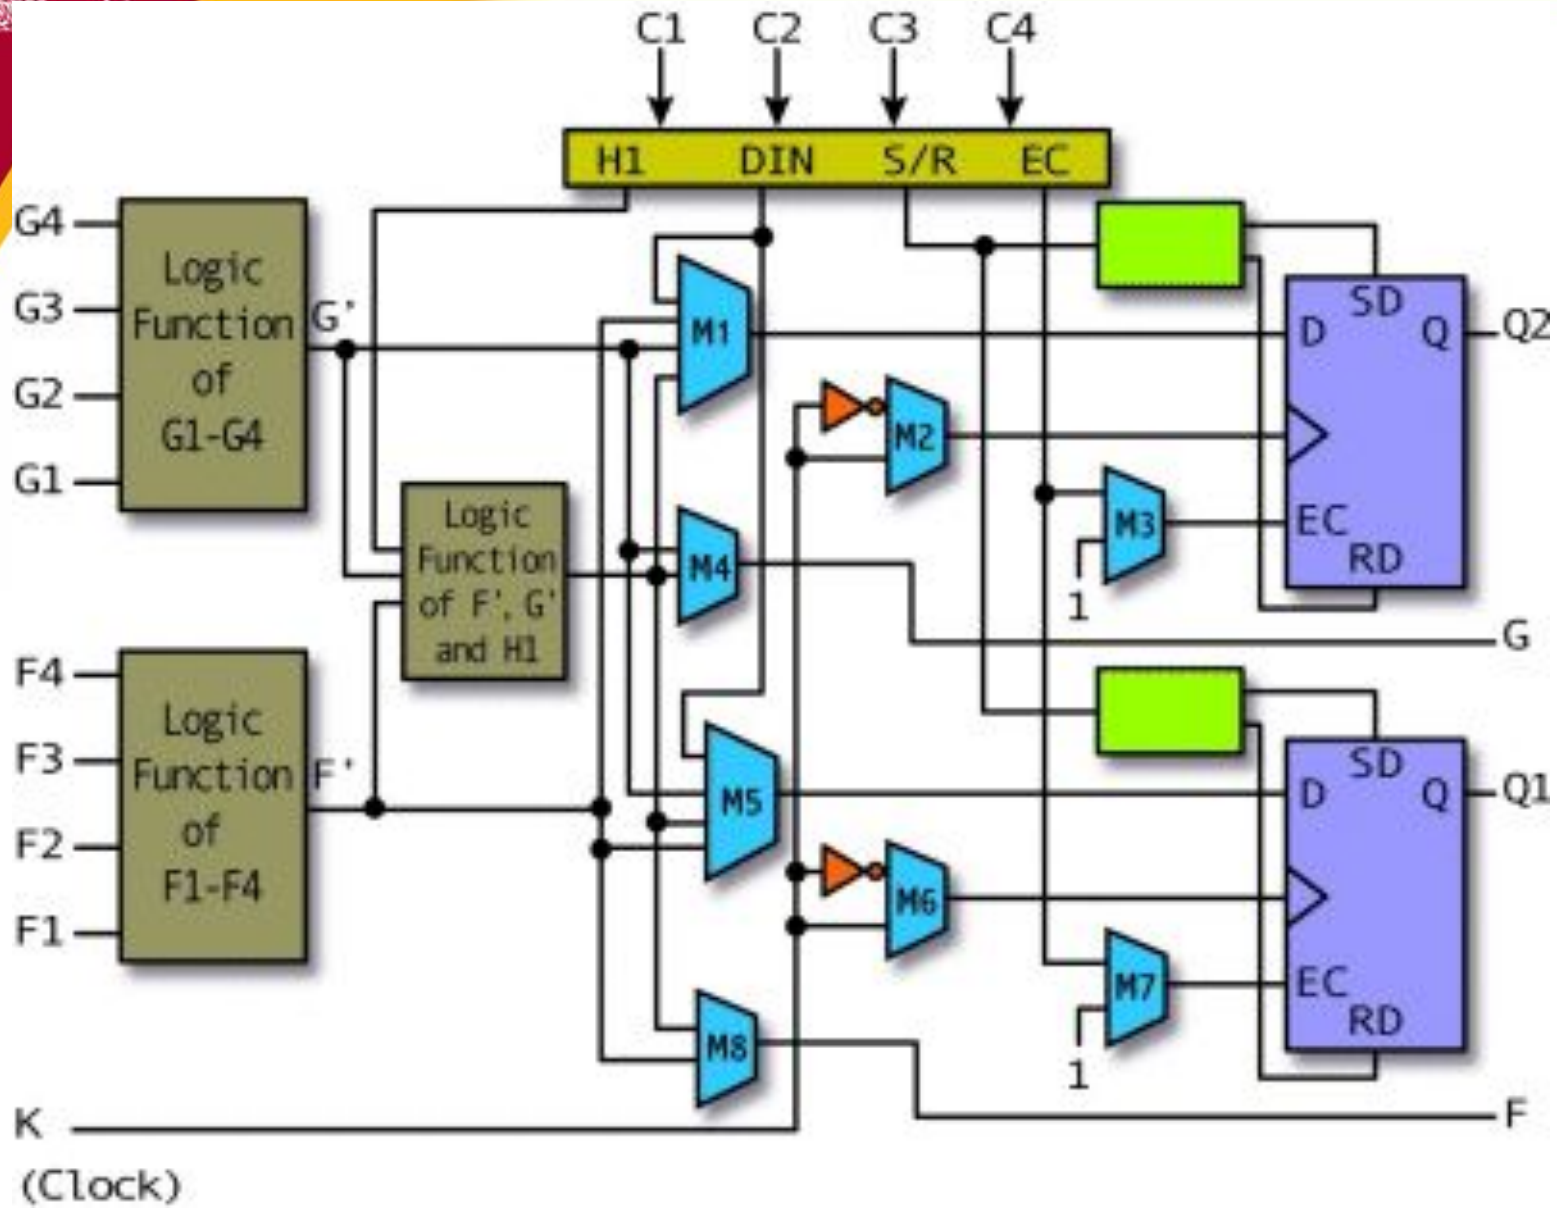 C1 C2 C3 C4
H1 DIN S/R EC
G4
G3
G2
G1
Logic
Function
of
G1-G4
G'
M1
SD
D Q
Q2
M2
EC
RD
M3
1
Logic
Function
of F', G'
and H1
M4
G
F4
F3
F2
F1
Logic
Function
of
F1-F4
F'
M5
SD
D Q
Q1
M6
EC
RD
M7
1
M8
F
K
(Clock)